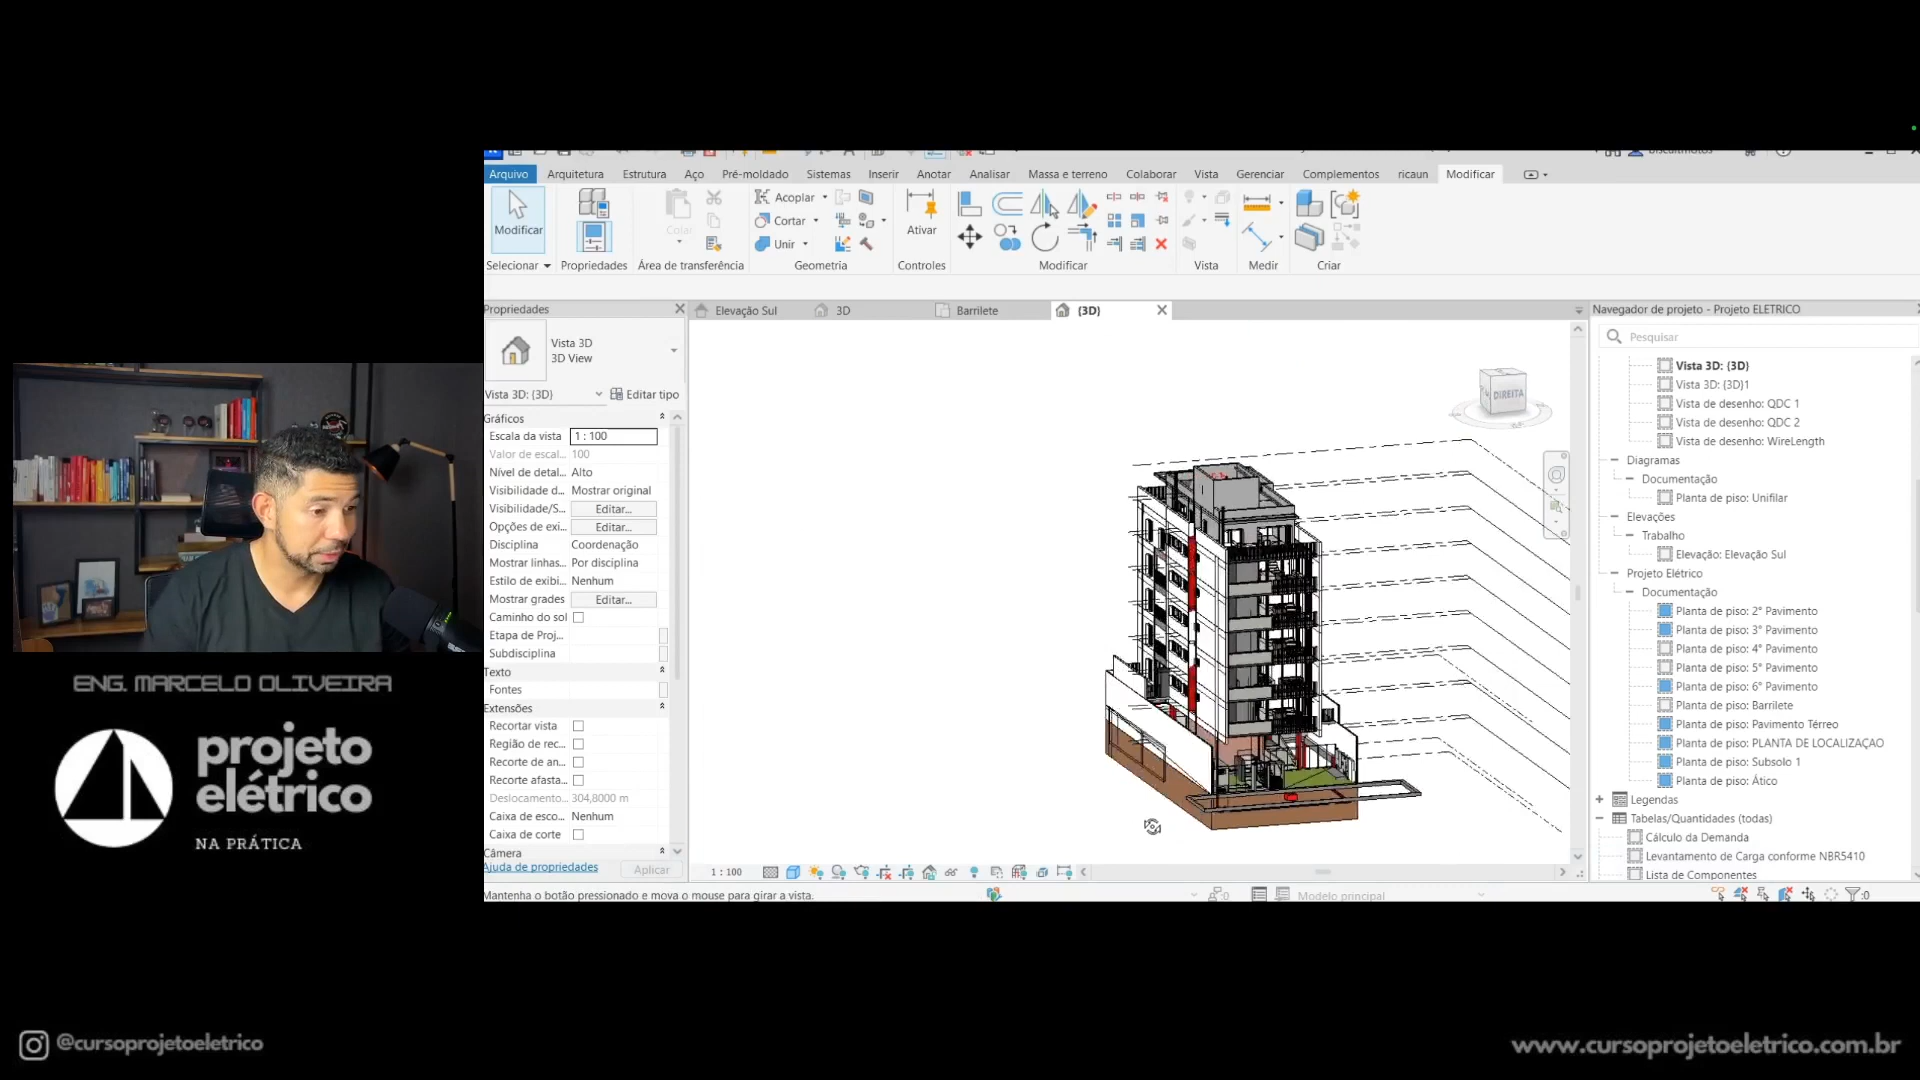 Arquivo Arquitetura Estrutura Aço Pré-moldado Sistemas Inserir Anotar Analisar Massa e terreno Colaborar Vista Gerenciar Complementos ricaun Modificar
Modificar
Colar
Acoplar
Cortar
Unir
Ativar
Selecionar Propriedades Área de transferência Geometria Controles Modificar Vista Medir Criar
Propriedades
Elevação Sul 3D Barrilete {3D}
Navegador de projeto - Projeto ELETRICO
Vista 3D
3D View
Pesquisar
Vista 3D: {3D} Editar tipo
Gráficos
Escala da vista 1 : 100
Valor de escal... 100
Nível de detal... Alto
Visibilidade d... Mostrar original
Visibilidade/S... Editar...
Opções de exi... Editar...
Disciplina Coordenação
Mostrar linhas... Por disciplina
Estilo de exibi... Nenhum
Mostrar grades Editar...
Caminho do sol
Etapa de Proj...
Subdisciplina
Texto
Fontes
Extensões
Recortar vista
Região de rec...
Recorte de an...
Recorte afasta...
Deslocamento... 304,8000 m
Caixa de esco... Nenhum
Caixa de corte
Câmera
Ajuda de propriedades Aplicar
DIREITA
Vista 3D: {3D}
Vista 3D: {3D}1
Vista de desenho: QDC 1
Vista de desenho: QDC 2
Vista de desenho: WireLength
Diagramas
Documentação
Planta de piso: Unifilar
Elevações
Trabalho
Elevação: Elevação Sul
Projeto Elétrico
Documentação
Planta de piso: 2° Pavimento
Planta de piso: 3° Pavimento
Planta de piso: 4° Pavimento
Planta de piso: 5° Pavimento
Planta de piso: 6° Pavimento
Planta de piso: Barrilete
Planta de piso: Pavimento Térreo
Planta de piso: PLANTA DE LOCALIZAÇAO
Planta de piso: Subsolo 1
Planta de piso: Ático
Legendas
Tabelas/Quantidades (todas)
Cálculo da Demanda
Levantamento de Carga conforme NBR5410
Lista de Componentes
1 : 100
Mantenha o botão pressionado e mova o mouse para girar a vista.
:0
Modelo principal
:0
ENG. MARCELO OLIVEIRA
projeto
elétrico
NA PRÁTICA
@cursoprojetoeletrico
www.cursoprojetoeletrico.com.br